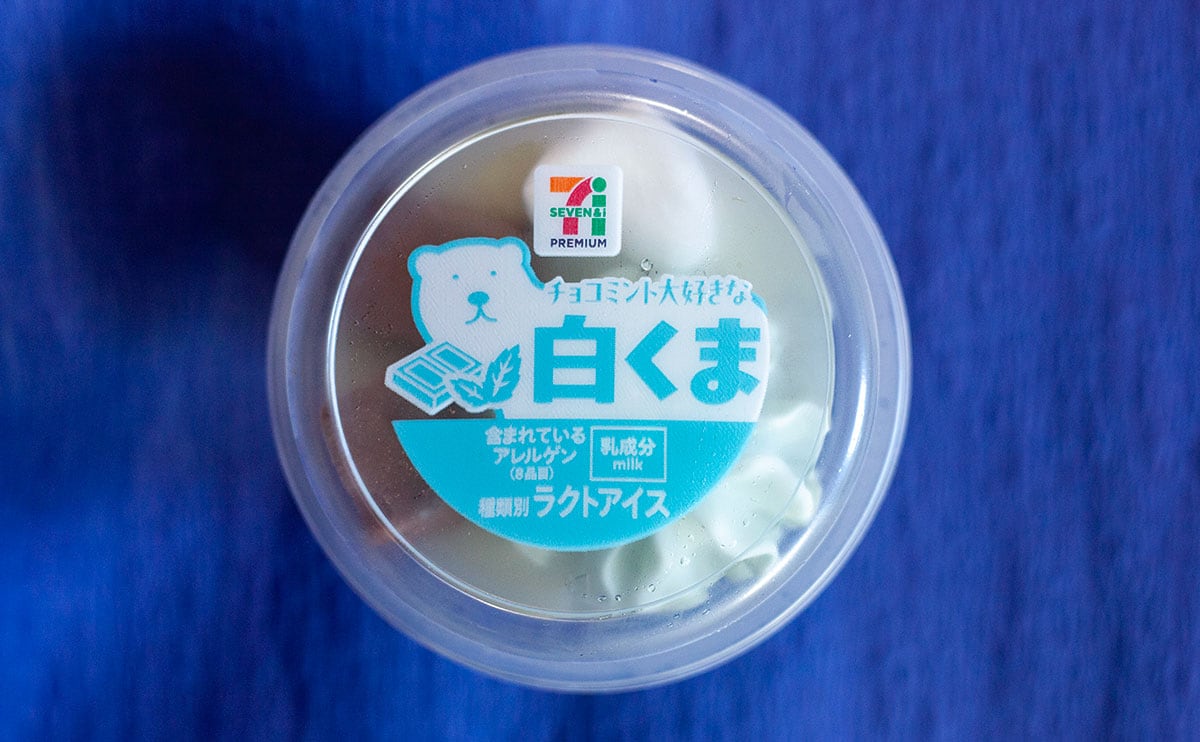 7i
SEVEN&i
PREMIUM
チョコミント大好きな
白くま
含まれている
アレルゲン
(8品目)
乳成分
milk
種類別 ラクトアイス